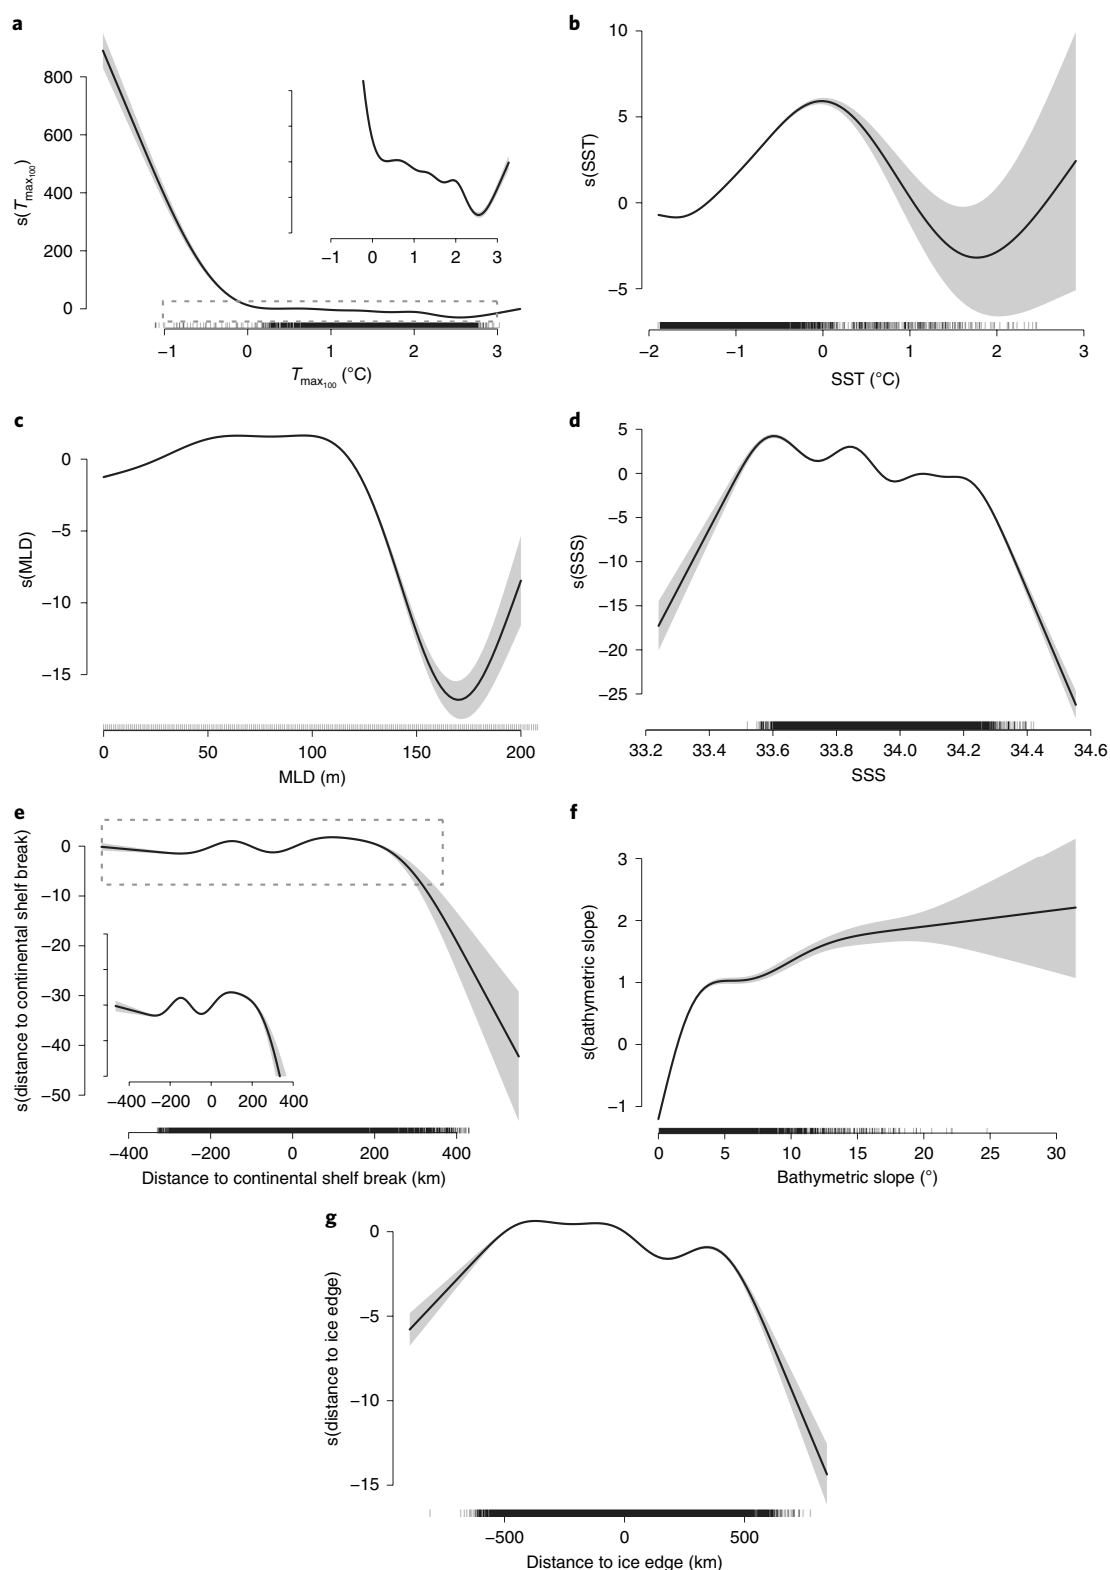 a
800
600
400
200
0
s(Tmax100)
−1 0 1 2 3
−1 0 1 2 3
Tmax100 (°C)
b
10
5
0
−5
s(SST)
−2 −1 0 1 2 3
SST (°C)
c
0
−5
−10
−15
s(MLD)
0 50 100 150 200
MLD (m)
d
5
0
−5
−10
−15
−20
−25
s(SSS)
33.2 33.4 33.6 33.8 34.0 34.2 34.4 34.6
SSS
e
0
−10
−20
−30
−40
−50
s(distance to continental shelf break)
−400 −200 0 200 400
−400 −200 0 200 400
Distance to continental shelf break (km)
f
3
2
1
0
−1
s(bathymetric slope)
0 5 10 15 20 25 30
Bathymetric slope (°)
g
0
−5
−10
−15
s(distance to ice edge)
−500 0 500
Distance to ice edge (km)